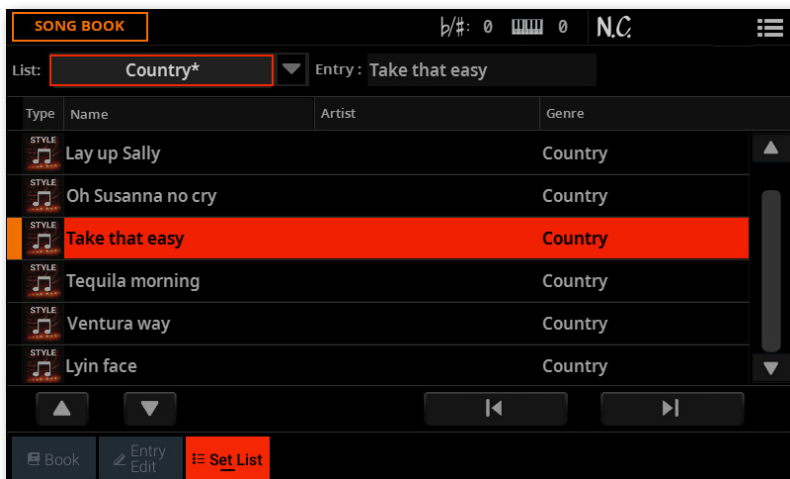 SONG BOOK ♭/#: 0 0 N.C.
List: Country* Entry : Take that easy
Type Name Artist Genre
STYLE Lay up Sally Country
STYLE Oh Susanna no cry Country
STYLE Take that easy Country
STYLE Tequila morning Country
STYLE Ventura way Country
STYLE Lyin face Country
Book Entry Edit Set List